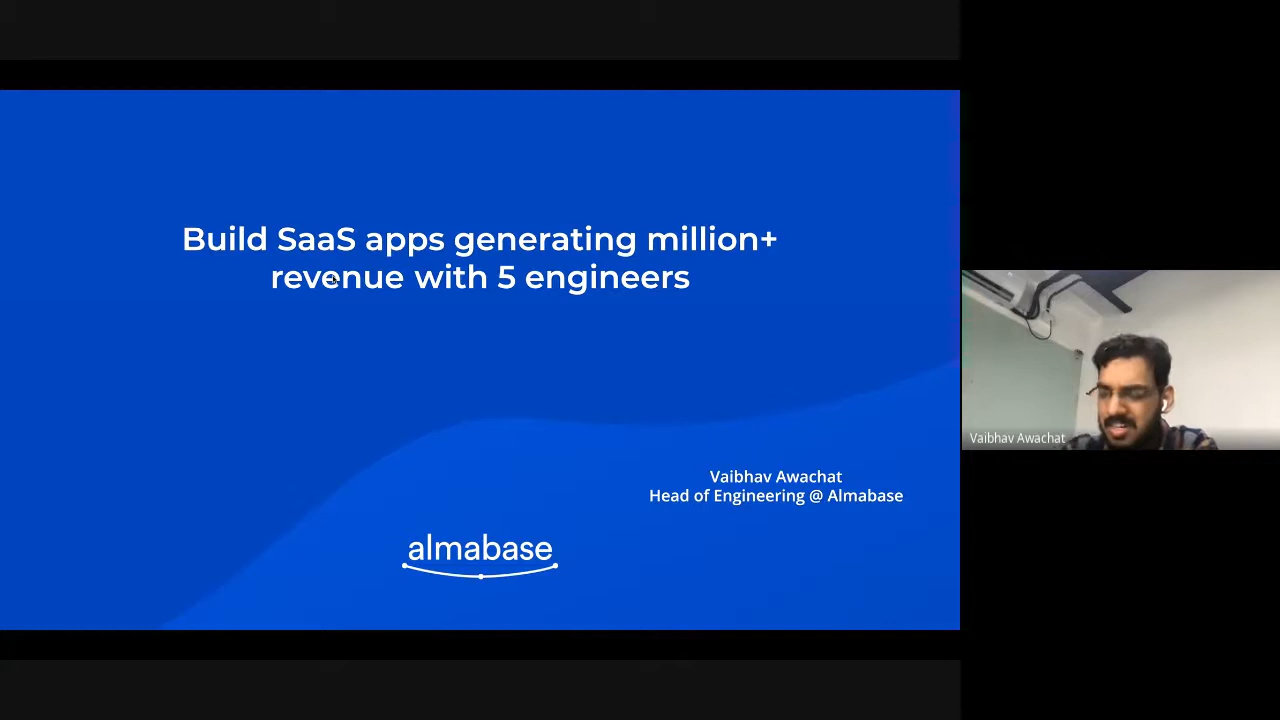 Build SaaS apps generating million+
revenue with 5 engineers
Vaibhav Awachat
Head of Engineering @ Almabase
almabase
Vaibhav Awachat